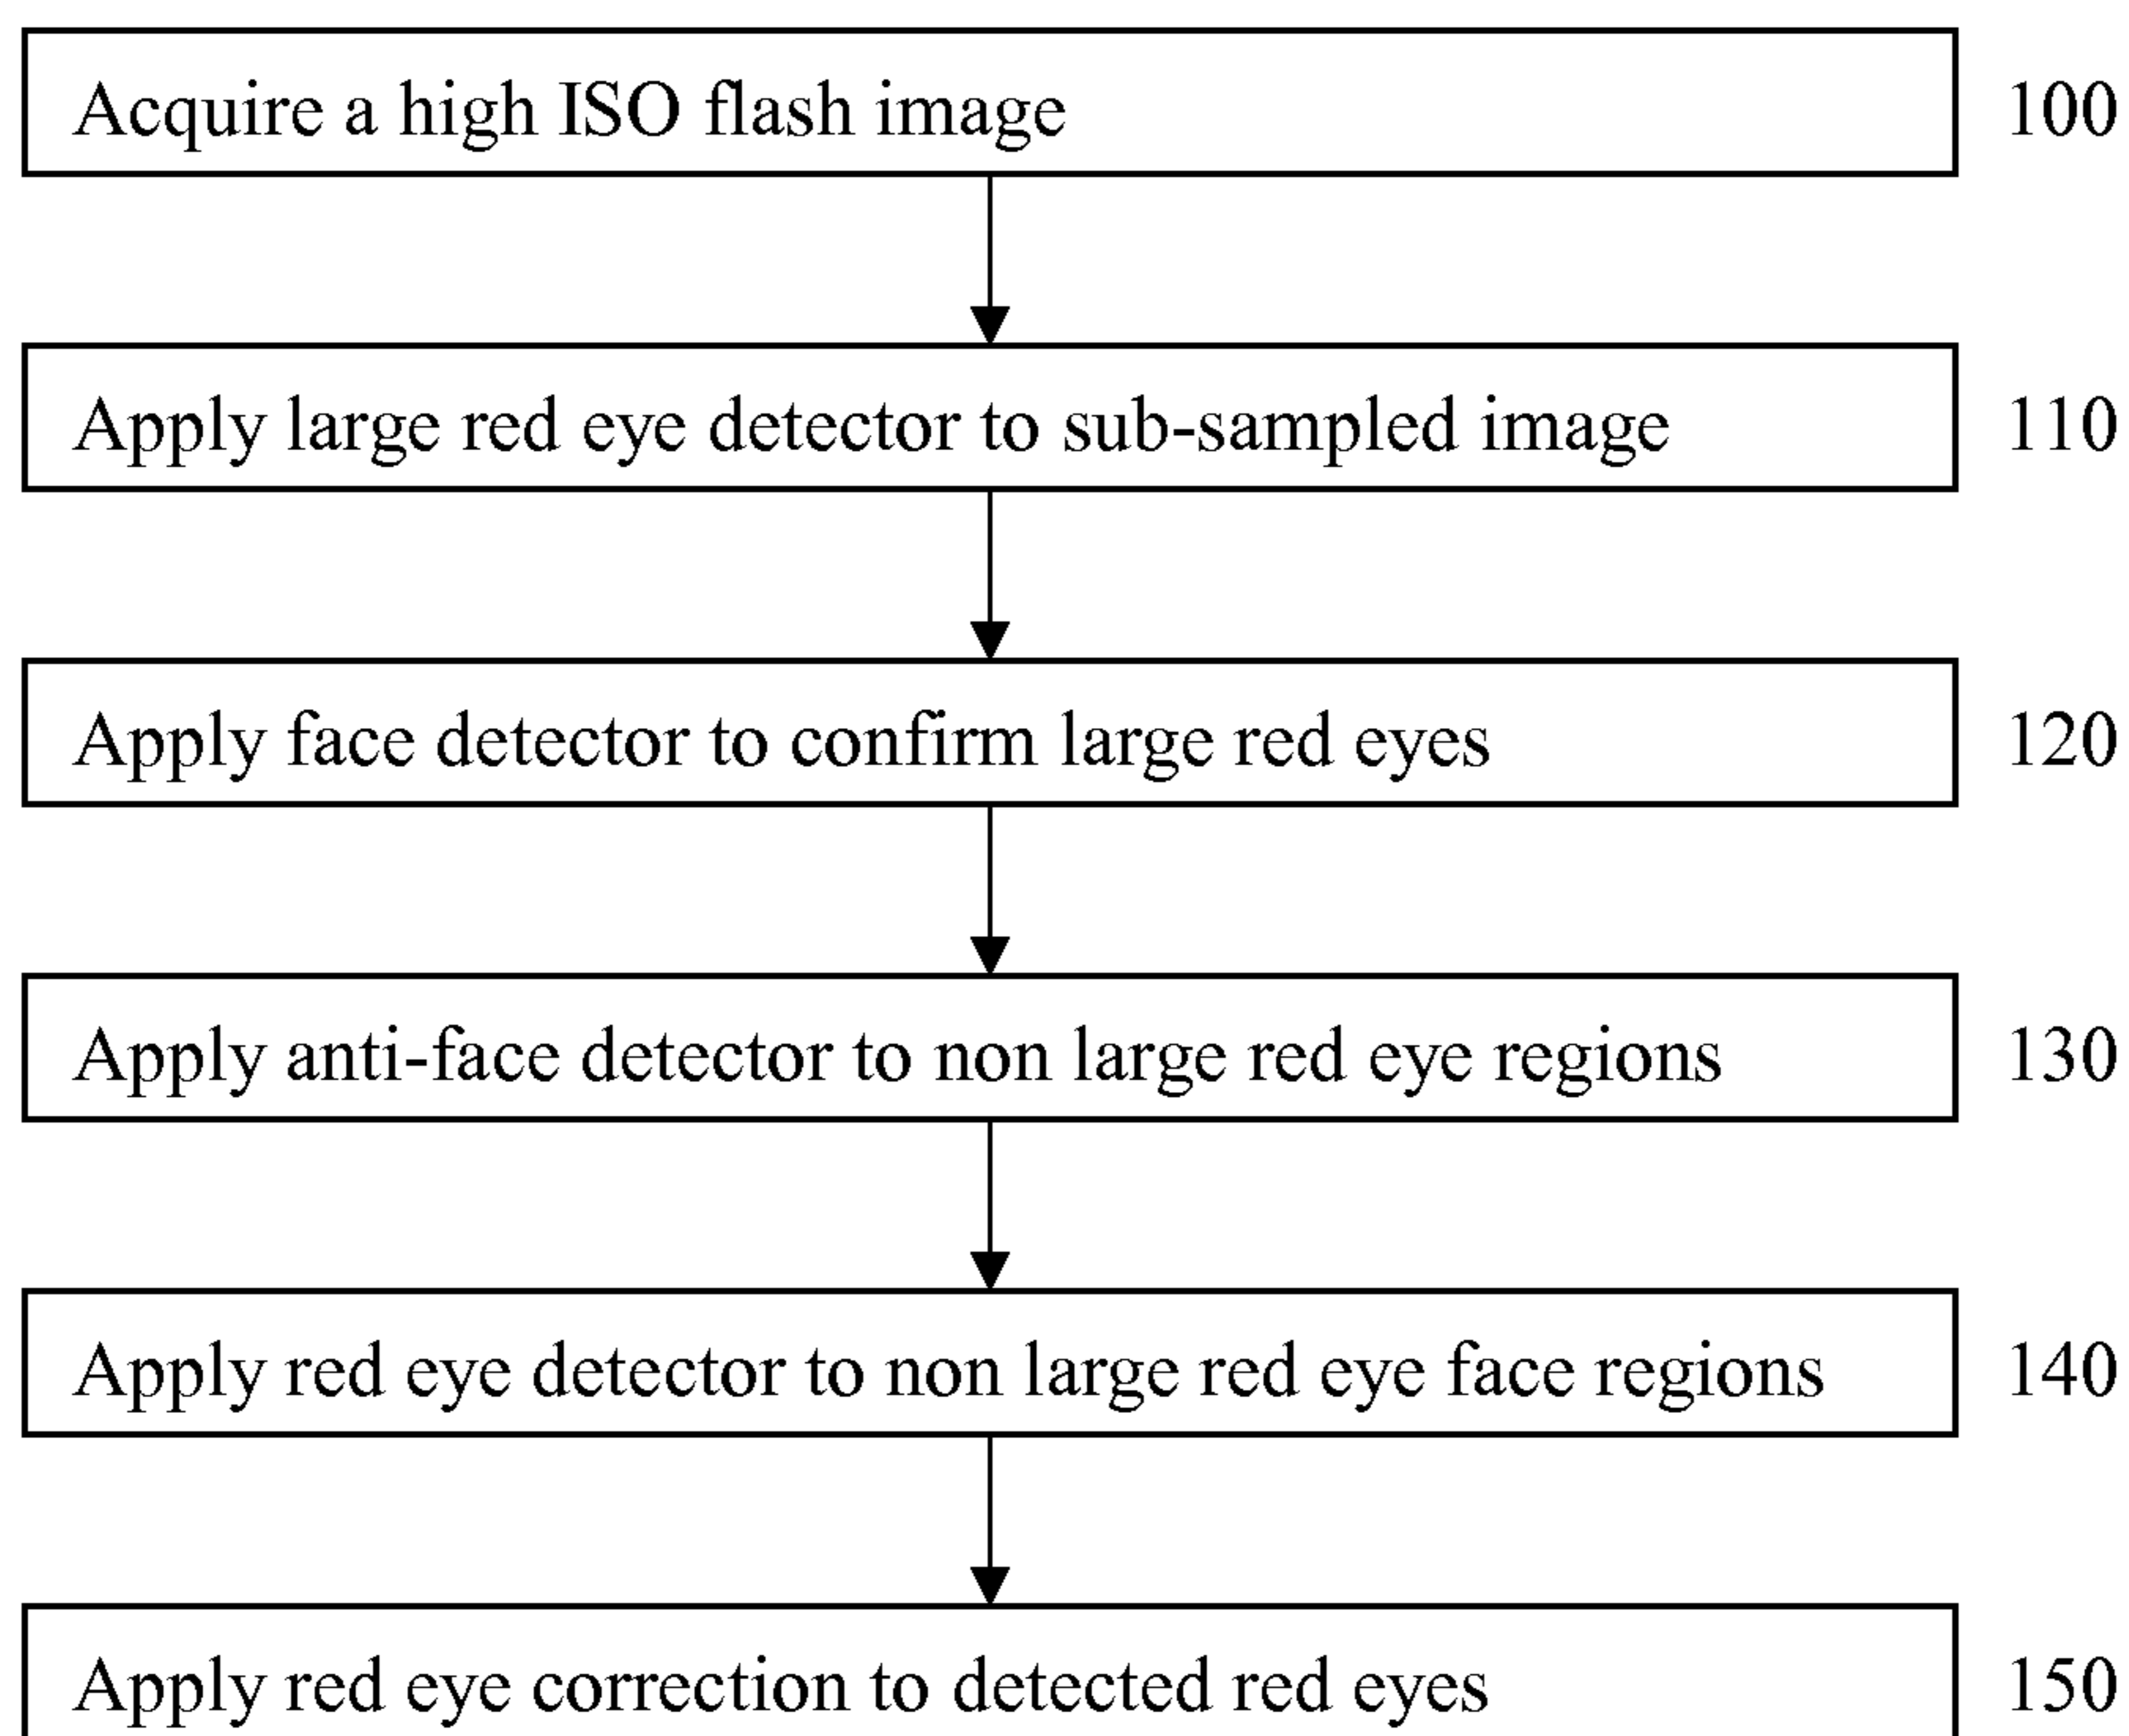 Acquire a high ISO flash image 100
Apply large red eye detector to sub-sampled image 110
Apply face detector to confirm large red eyes 120
Apply anti-face detector to non large red eye regions 130
Apply red eye detector to non large red eye face regions 140
Apply red eye correction to detected red eyes 150